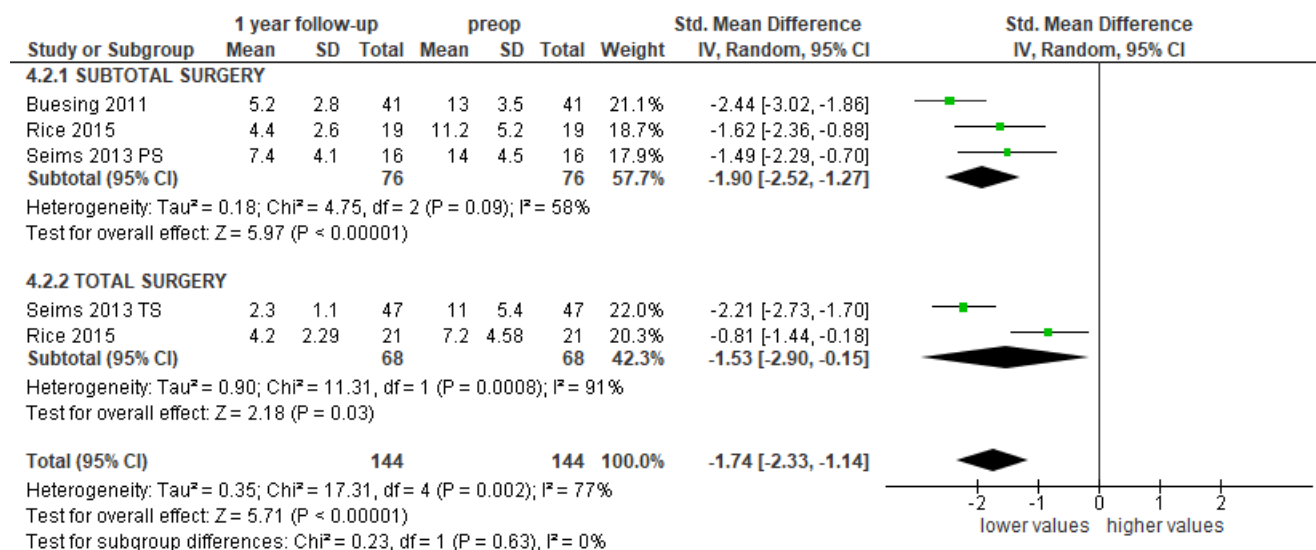 1 year follow-up preop Std. Mean Difference Std. Mean Difference
Study or Subgroup Mean SD Total Mean SD Total Weight IV, Random, 95% CI IV, Random, 95% CI
4.2.1 SUBTOTAL SURGERY
Buesing 2011 5.2 2.8 41 13 3.5 41 21.1% -2.44 [-3.02, -1.86]
Rice 2015 4.4 2.6 19 11.2 5.2 19 18.7% -1.62 [-2.36, -0.88]
Seims 2013 PS 7.4 4.1 16 14 4.5 16 17.9% -1.49 [-2.29, -0.70]
Subtotal (95% CI) 76 76 57.7% -1.90 [-2.52, -1.27]
Heterogeneity: Tau² = 0.18; Chi² = 4.75, df = 2 (P = 0.09); I² = 58%
Test for overall effect: Z = 5.97 (P < 0.00001)
4.2.2 TOTAL SURGERY
Seims 2013 TS 2.3 1.1 47 11 5.4 47 22.0% -2.21 [-2.73, -1.70]
Rice 2015 4.2 2.29 21 7.2 4.58 21 20.3% -0.81 [-1.44, -0.18]
Subtotal (95% CI) 68 68 42.3% -1.53 [-2.90, -0.15]
Heterogeneity: Tau² = 0.90; Chi² = 11.31, df = 1 (P = 0.0008); I² = 91%
Test for overall effect: Z = 2.18 (P = 0.03)
Total (95% CI) 144 144 100.0% -1.74 [-2.33, -1.14]
Heterogeneity: Tau² = 0.35; Chi² = 17.31, df = 4 (P = 0.002); I² = 77%
Test for overall effect: Z = 5.71 (P < 0.00001)
Test for subgroup differences: Chi² = 0.23, df = 1 (P = 0.63), I² = 0%
-2 -1 0 1 2
lower values higher values